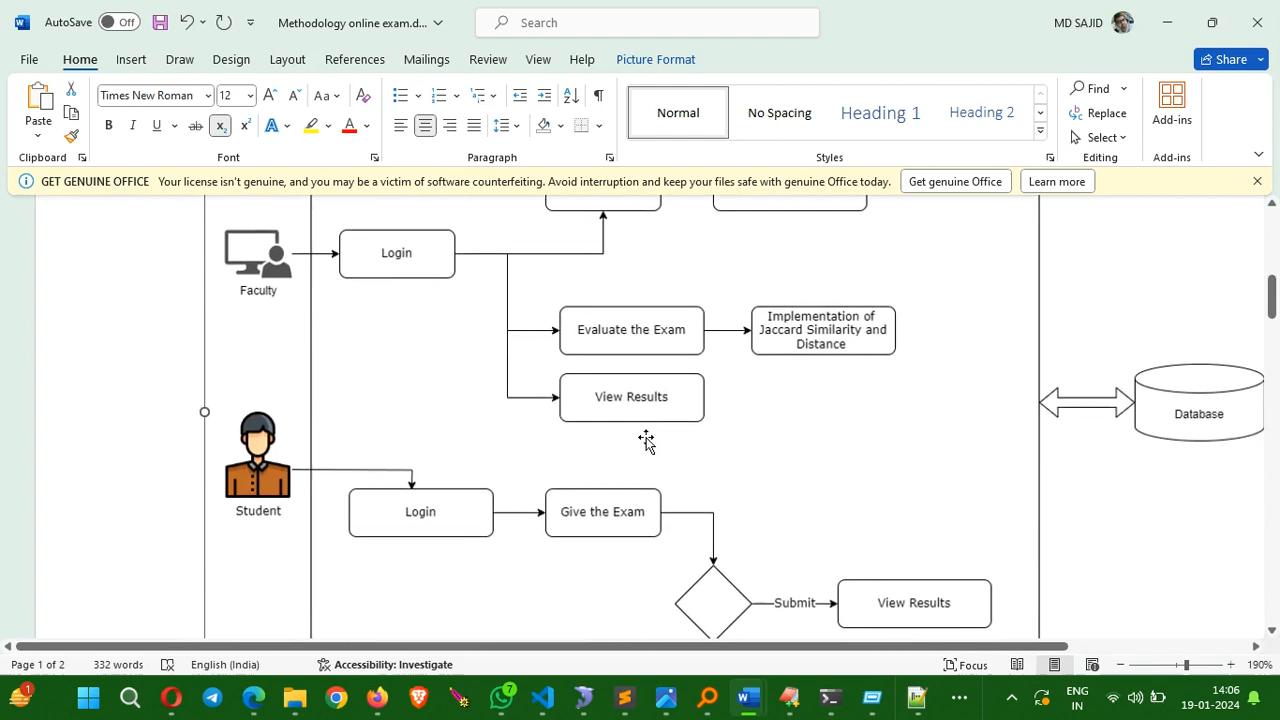 AutoSave Off Methodology online exam.d... Search MD SAJID
File Home Insert Draw Design Layout References Mailings Review View Help Picture Format Share
Paste
Times New Roman 12 Aa
B I U ab x₂ x² A A
Normal No Spacing Heading 1 Heading 2
Find
Replace
Select
Add-ins
Clipboard Font Paragraph Styles Editing Add-ins
GET GENUINE OFFICE Your license isn't genuine, and you may be a victim of software counterfeiting. Avoid interruption and keep your files safe with genuine Office today. Get genuine Office Learn more
Login
Faculty
Evaluate the Exam
Implementation of
Jaccard Similarity and
Distance
View Results
Database
Student
Login
Give the Exam
Submit
View Results
Page 1 of 2 332 words English (India) Accessibility: Investigate Focus 190%
1 7 ENG
IN
14:06
19-01-2024